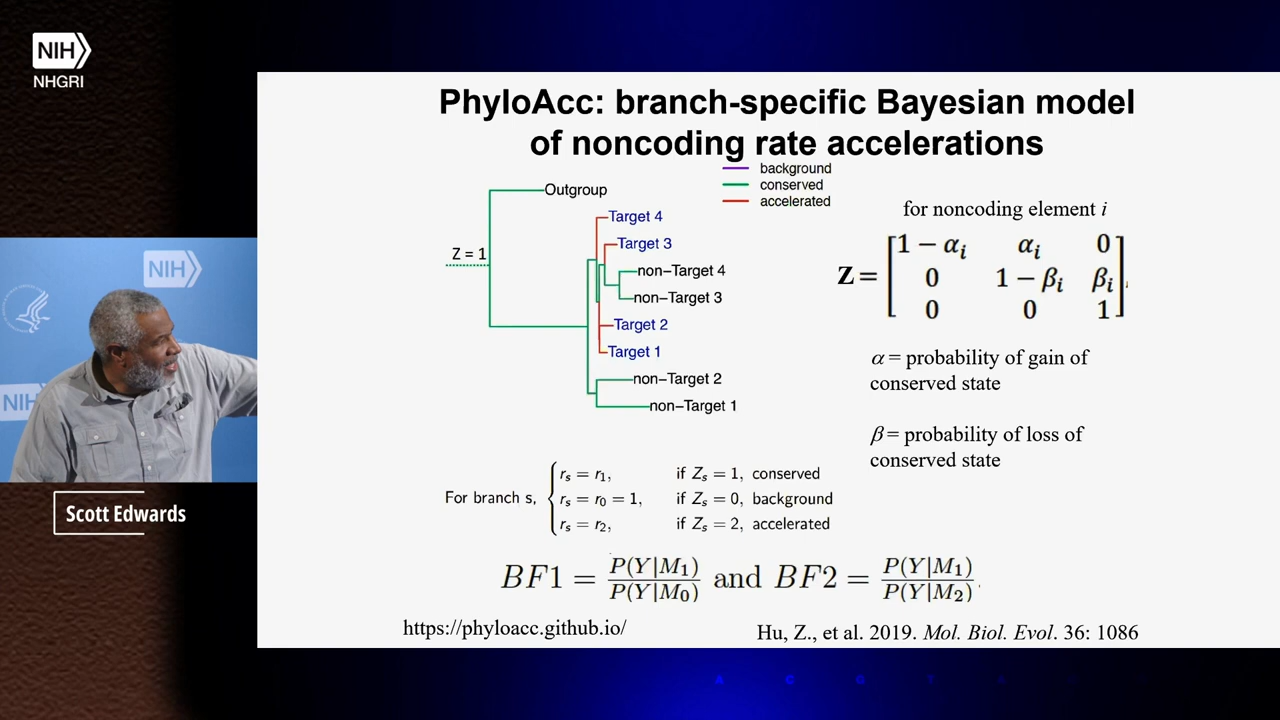 NIH
NHGRI
PhyloAcc: branch-specific Bayesian model
of noncoding rate accelerations
background
conserved
accelerated
Outgroup
Target 4
Target 3
non–Target 4
non–Target 3
Target 2
Target 1
non–Target 2
non–Target 1
Z = 1
for noncoding element i
Z = [1 − αi αi 0
0 1 − βi βi
0 0 1],
α = probability of gain of
conserved state
β = probability of loss of
conserved state
For branch s, { rs = r1, if Zs = 1, conserved
rs = r0 = 1, if Zs = 0, background
rs = r2, if Zs = 2, accelerated
BF1 = P(Y|M1) / P(Y|M0) and BF2 = P(Y|M1) / P(Y|M2).
https://phyloacc.github.io/
Hu, Z., et al. 2019. Mol. Biol. Evol. 36: 1086
NIH
NIH
Scott Edwards
A C G